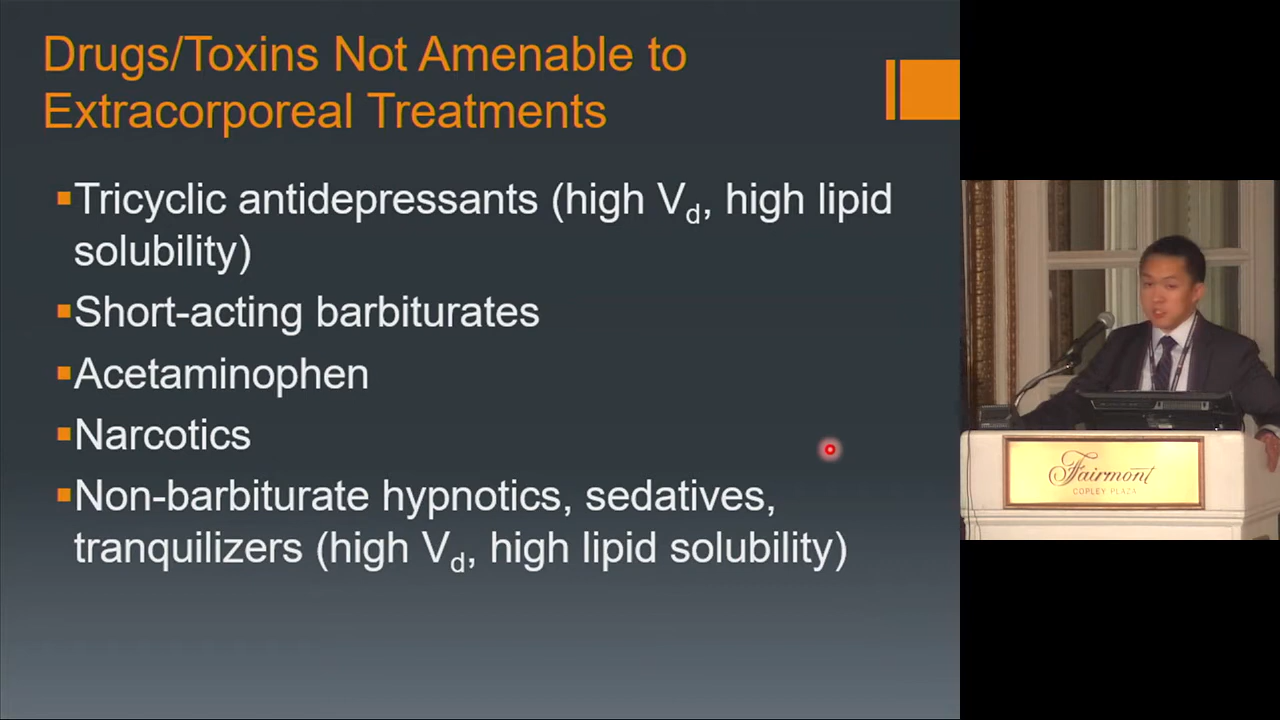 Drugs/Toxins Not Amenable to
Extracorporeal Treatments
▪Tricyclic antidepressants (high Vd, high lipid
solubility)
▪Short-acting barbiturates
▪Acetaminophen
▪Narcotics
▪Non-barbiturate hypnotics, sedatives,
tranquilizers (high Vd, high lipid solubility)
Fairmont
COPLEY PLAZA